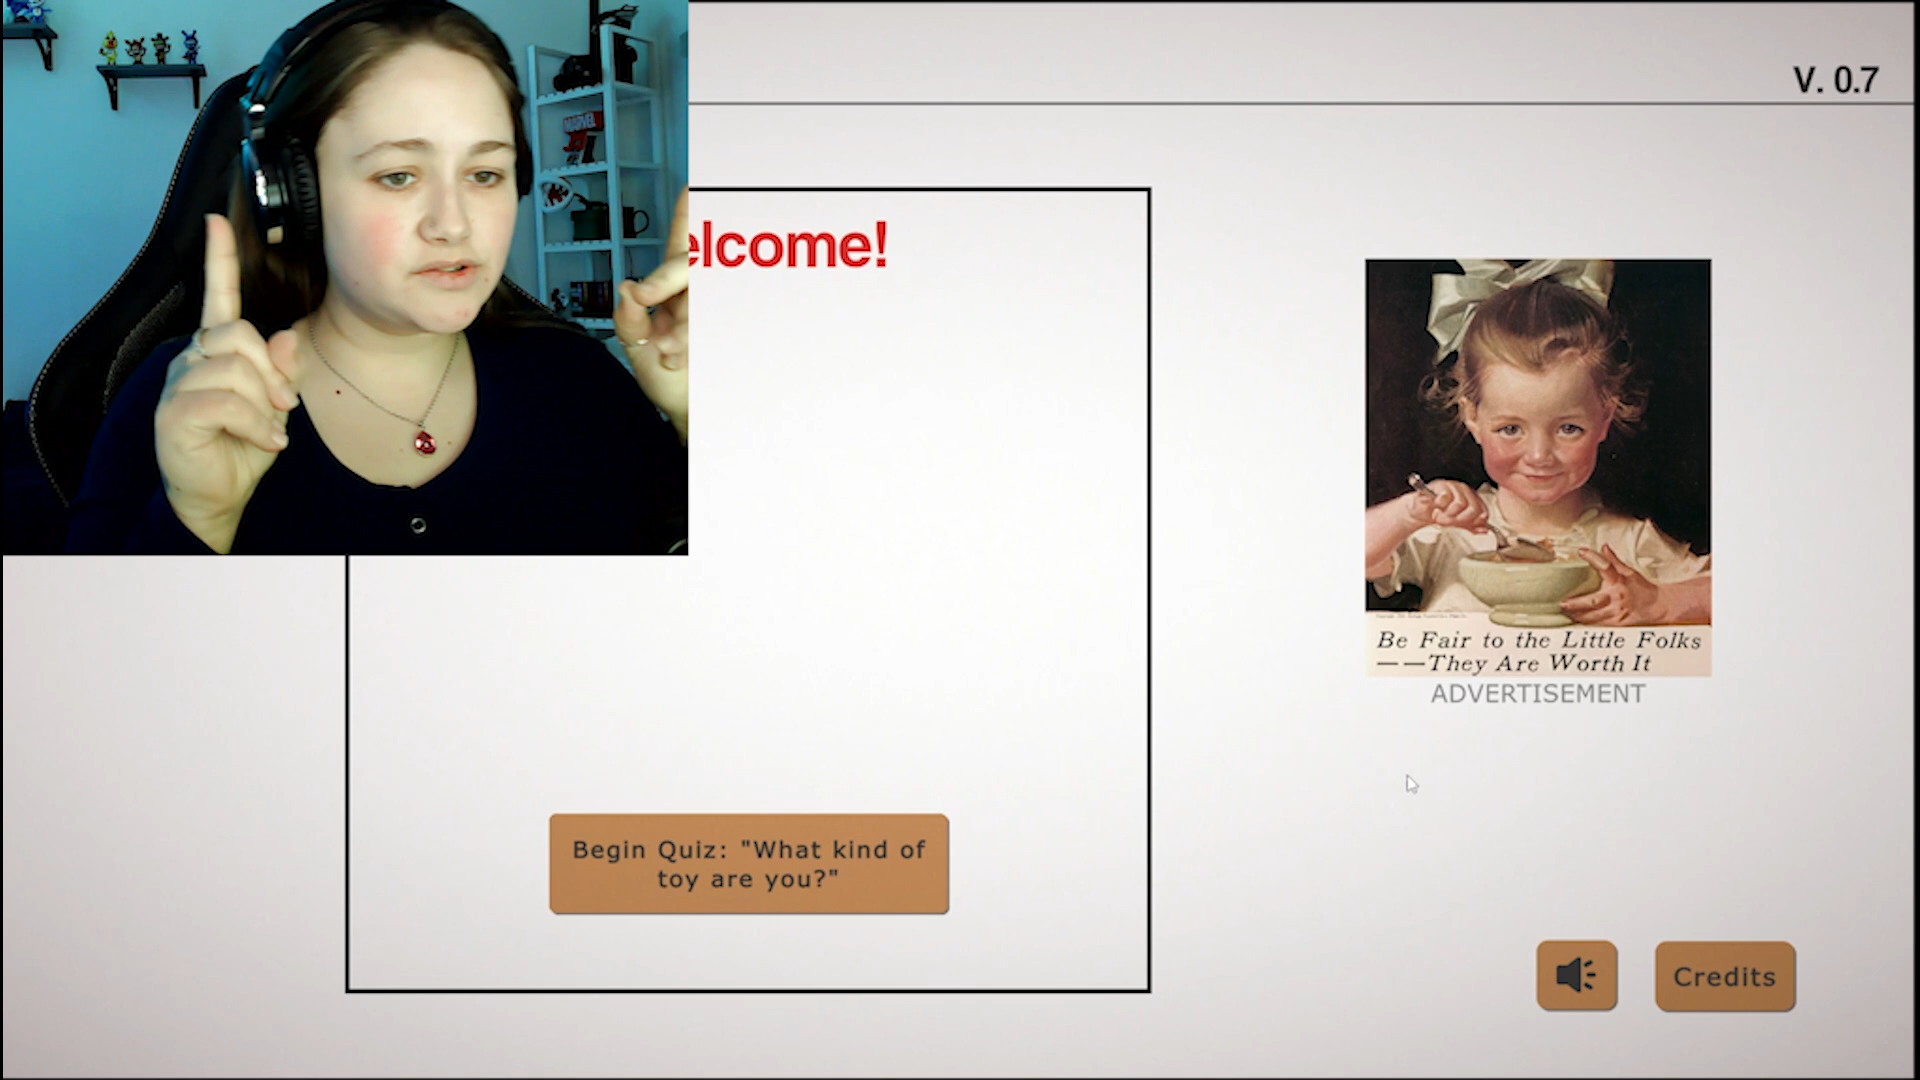 MARVEL
V. 0.7
elcome!
Be Fair to the Little Folks
——They Are Worth It
ADVERTISEMENT
Begin Quiz: "What kind of
toy are you?"
Credits